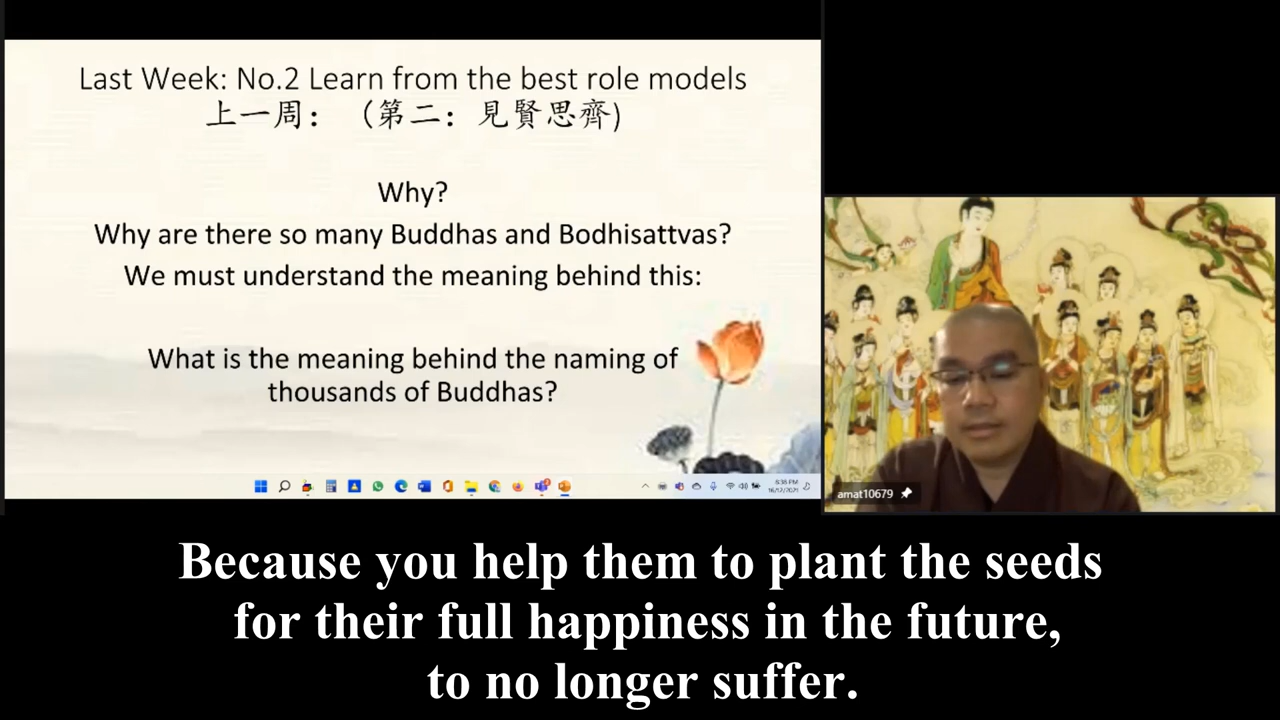 Last Week: No.2 Learn from the best role models
上一周：（第二：見賢思齊)
Why?
Why are there so many Buddhas and Bodhisattvas?
We must understand the meaning behind this:
What is the meaning behind the naming of
thousands of Buddhas?
amat10679
Because you help them to plant the seeds
for their full happiness in the future,
to no longer suffer.